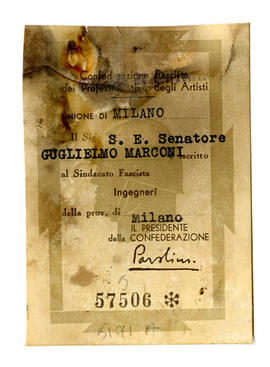 Confederazione Fascista
dei Profes degli Artisti
UNIONE DI MILANO
Il Sig. S. E. Senatore
GUGLIELMO MARCONI iscritto
al Sindacato Fascista
Ingegneri
della prov. di Milano
IL PRESIDENTE
della CONFEDERAZIONE
57506 ✻